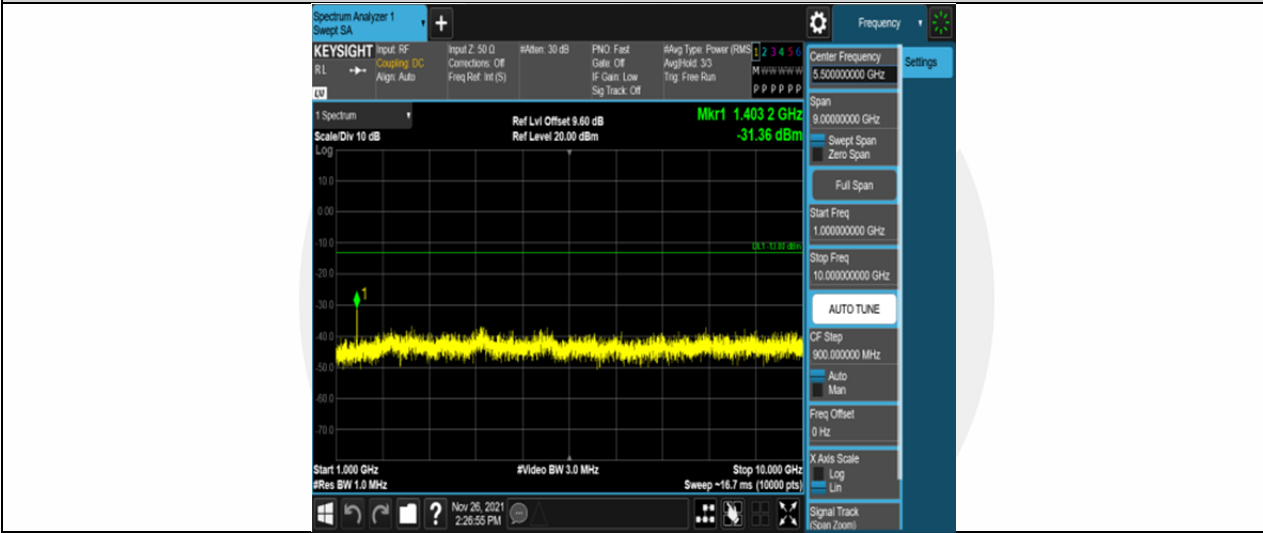 Spectrum Analyzer 1
Swept SA
+
Frequency
KEYSIGHT
RL
LV
Input: RF
Coupling: DC
Align: Auto
Input Z: 50 Ω
Corrections: Off
Freq Ref: Int (S)
#Atten: 30 dB
PNO: Fast
Gate: Off
IF Gain: Low
Sig Track: Off
#Avg Type: Power (RMS
Avg|Hold: 3/3
Trig: Free Run
1 2 3 4 5 6
M W W W W W
P P P P P P
1 Spectrum
Scale/Div 10 dB
Log
Ref Lvl Offset 9.60 dB
Ref Level 20.00 dBm
Mkr1 1.403 2 GHz
-31.36 dBm
10.0
0.00
-10.0
DL1 -13.00 dBm
-20.0
1
-30.0
-40.0
-50.0
-60.0
-70.0
Start 1.000 GHz
#Res BW 1.0 MHz
#Video BW 3.0 MHz
Stop 10.000 GHz
Sweep ~16.7 ms (10000 pts)
?
Nov 26, 2021
2:26:55 PM
Center Frequency
5.500000000 GHz
Span
9.00000000 GHz
Swept Span
Zero Span
Full Span
Start Freq
1.000000000 GHz
Stop Freq
10.000000000 GHz
AUTO TUNE
CF Step
900.000000 MHz
Auto
Man
Freq Offset
0 Hz
X Axis Scale
Log
Lin
Signal Track
(Span Zoom)
Settings